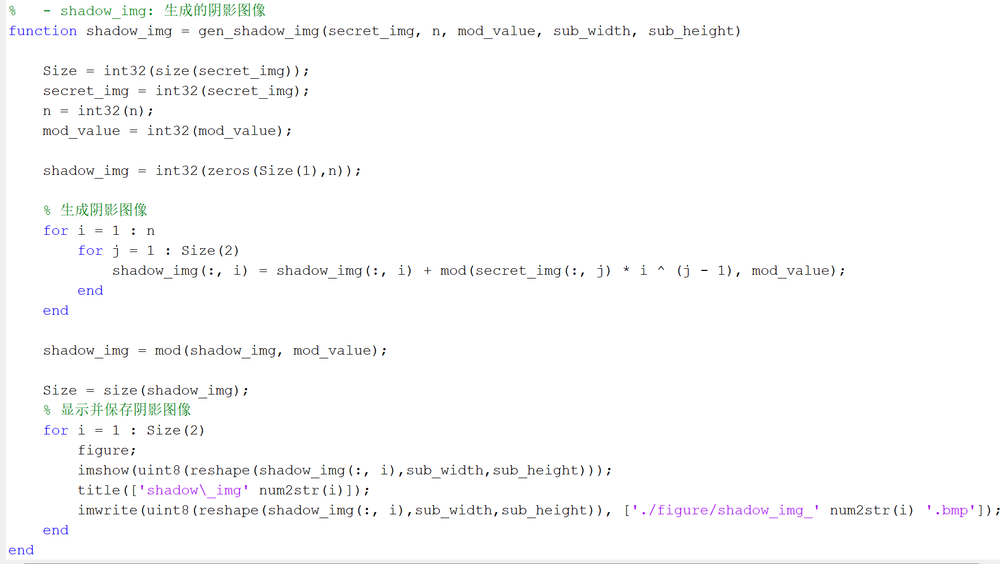 %   - shadow_img: 生成的阴影图像
function shadow_img = gen_shadow_img(secret_img, n, mod_value, sub_width, sub_height)
    Size = int32(size(secret_img));
    secret_img = int32(secret_img);
    n = int32(n);
    mod_value = int32(mod_value);
    shadow_img = int32(zeros(Size(1),n));
    % 生成阴影图像
    for i = 1 : n
        for j = 1 : Size(2)
            shadow_img(:, i) = shadow_img(:, i) + mod(secret_img(:, j) * i ^ (j - 1), mod_value);
        end
    end
    shadow_img = mod(shadow_img, mod_value);
    Size = size(shadow_img);
    % 显示并保存阴影图像
    for i = 1 : Size(2)
        figure;
        imshow(uint8(reshape(shadow_img(:, i),sub_width,sub_height)));
        title(['shadow\_img' num2str(i)]);
        imwrite(uint8(reshape(shadow_img(:, i),sub_width,sub_height)), ['./figure/shadow_img_' num2str(i) '.bmp']);
    end
end